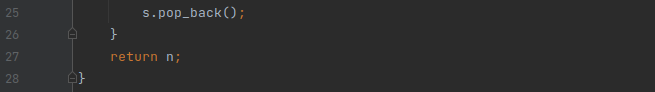 25 s.pop_back();
26 }
27 return n;
28 }